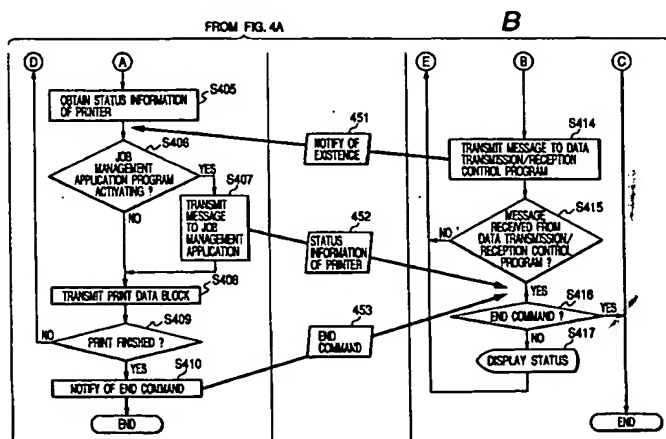 FROM FIG. 4A
B
D
A
S405
OBTAIN STATUS INFORMATION
OF PRINTER
S406
JOB
MANAGEMENT
APPLICATION PROGRAM
ACTIVATING ?
YES
NO
S407
TRANSMIT
MESSAGE
TO JOB
MANAGEMENT
APPLICATION
S408
TRANSMIT PRINT DATA BLOCK
S409
PRINT FINISHED ?
NO
YES
S410
NOTIFY OF END COMMAND
END
451
NOTIFY OF
EXISTENCE
452
STATUS
INFORMATION
OF PRINTER
453
END
COMMAND
E
B
C
S414
TRANSMIT MESSAGE TO DATA
TRANSMISSION/RECEPTION
CONTROL PROGRAM
S415
MESSAGE
RECEIVED FROM
DATA TRANSMISSION/
RECEPTION CONTROL
PROGRAM ?
NO
YES
S416
END COMMAND ?
YES
NO
S417
DISPLAY STATUS
END